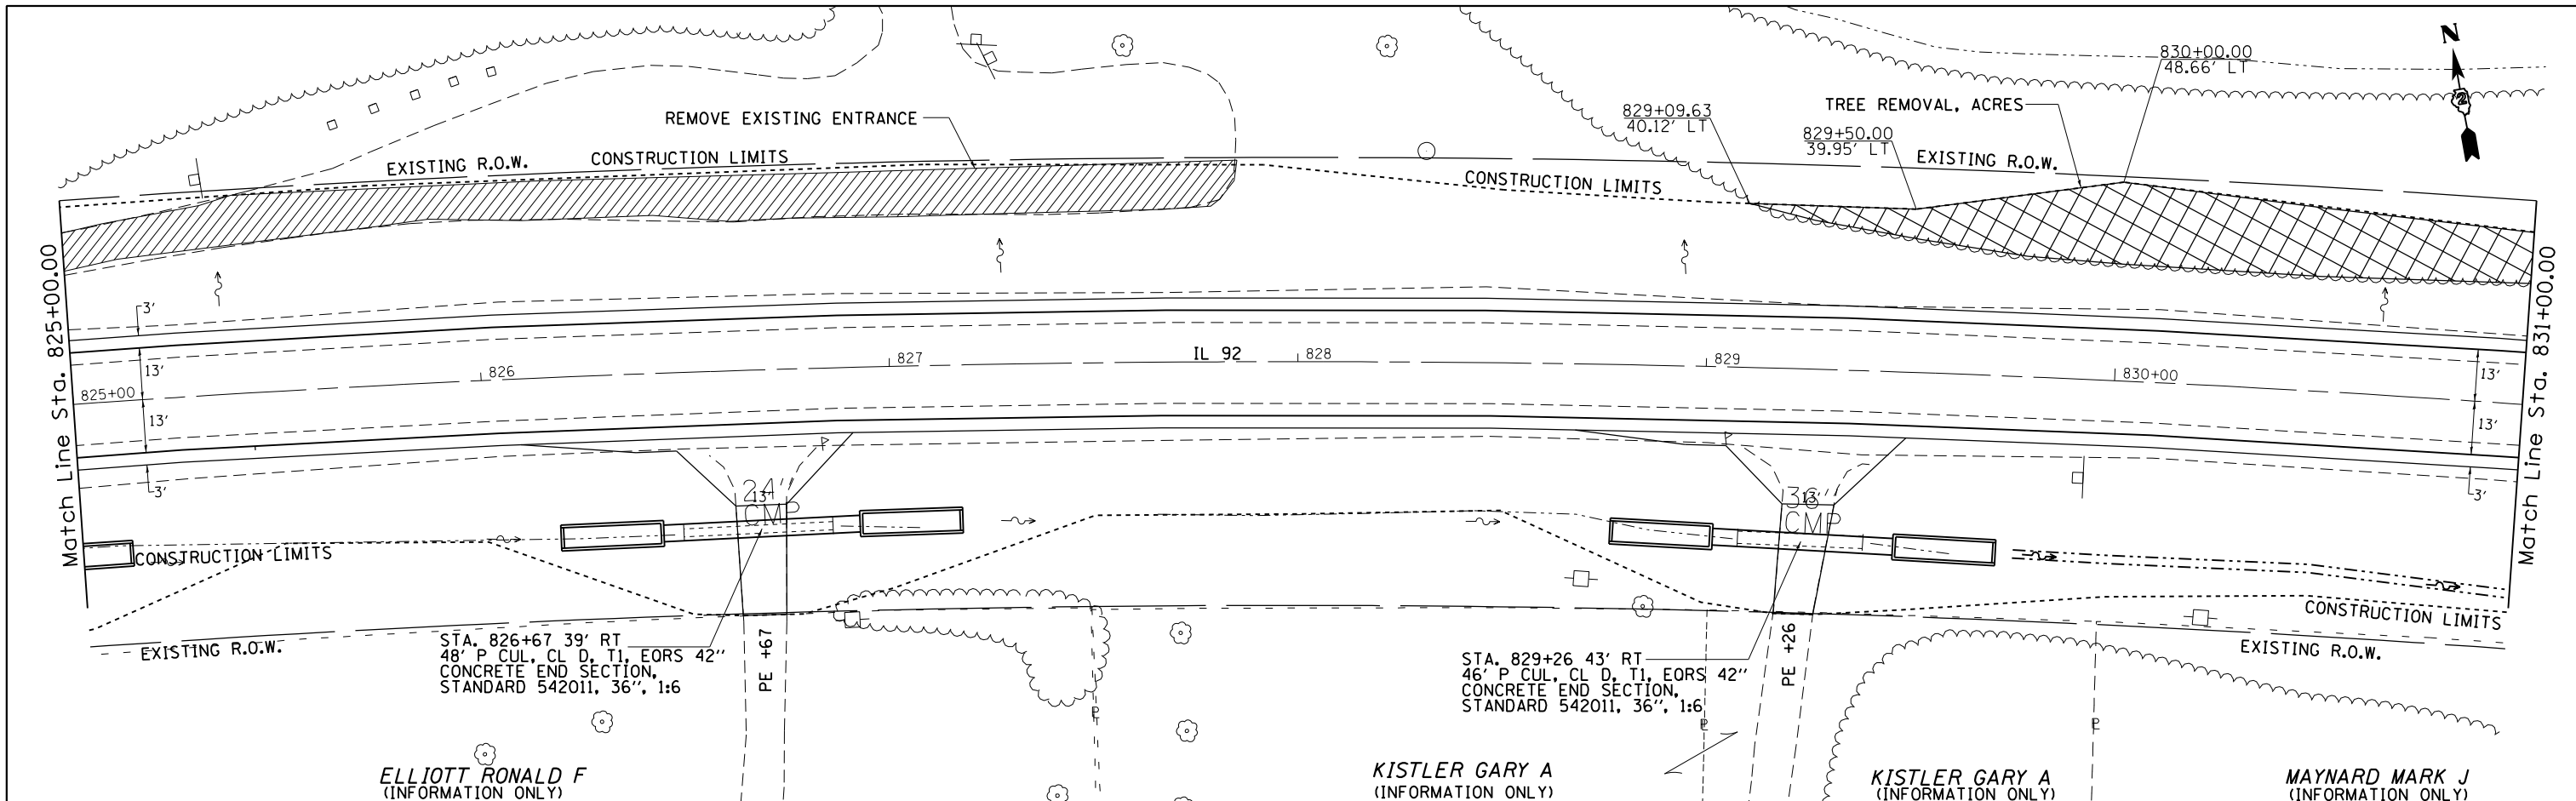 N
2
830+00.00
48.66' LT
TREE REMOVAL, ACRES
829+09.63
40.12' LT
829+50.00
39.95' LT
REMOVE EXISTING ENTRANCE
EXISTING R.O.W.
CONSTRUCTION LIMITS
EXISTING R.O.W.
CONSTRUCTION LIMITS
Match Line Sta. 825+00.00
Match Line Sta. 831+00.00
3'
13'
13'
3'
825+00
826
827
IL 92
828
829
830+00
13'
13'
3'
24"
13'
CMP
36"
13'
CMP
CONSTRUCTION LIMITS
CONSTRUCTION LIMITS
EXISTING R.O.W.
EXISTING R.O.W.
STA. 826+67 39' RT
48' P CUL, CL D, T1, EQRS 42"
CONCRETE END SECTION,
STANDARD 542011, 36", 1:6
PE +67
P
P
STA. 829+26 43' RT
46' P CUL, CL D, T1, EQRS 42"
CONCRETE END SECTION,
STANDARD 542011, 36", 1:6
PE +26
P
P
P
ELLIOTT RONALD F
(INFORMATION ONLY)
KISTLER GARY A
(INFORMATION ONLY)
KISTLER GARY A
(INFORMATION ONLY)
MAYNARD MARK J
(INFORMATION ONLY)